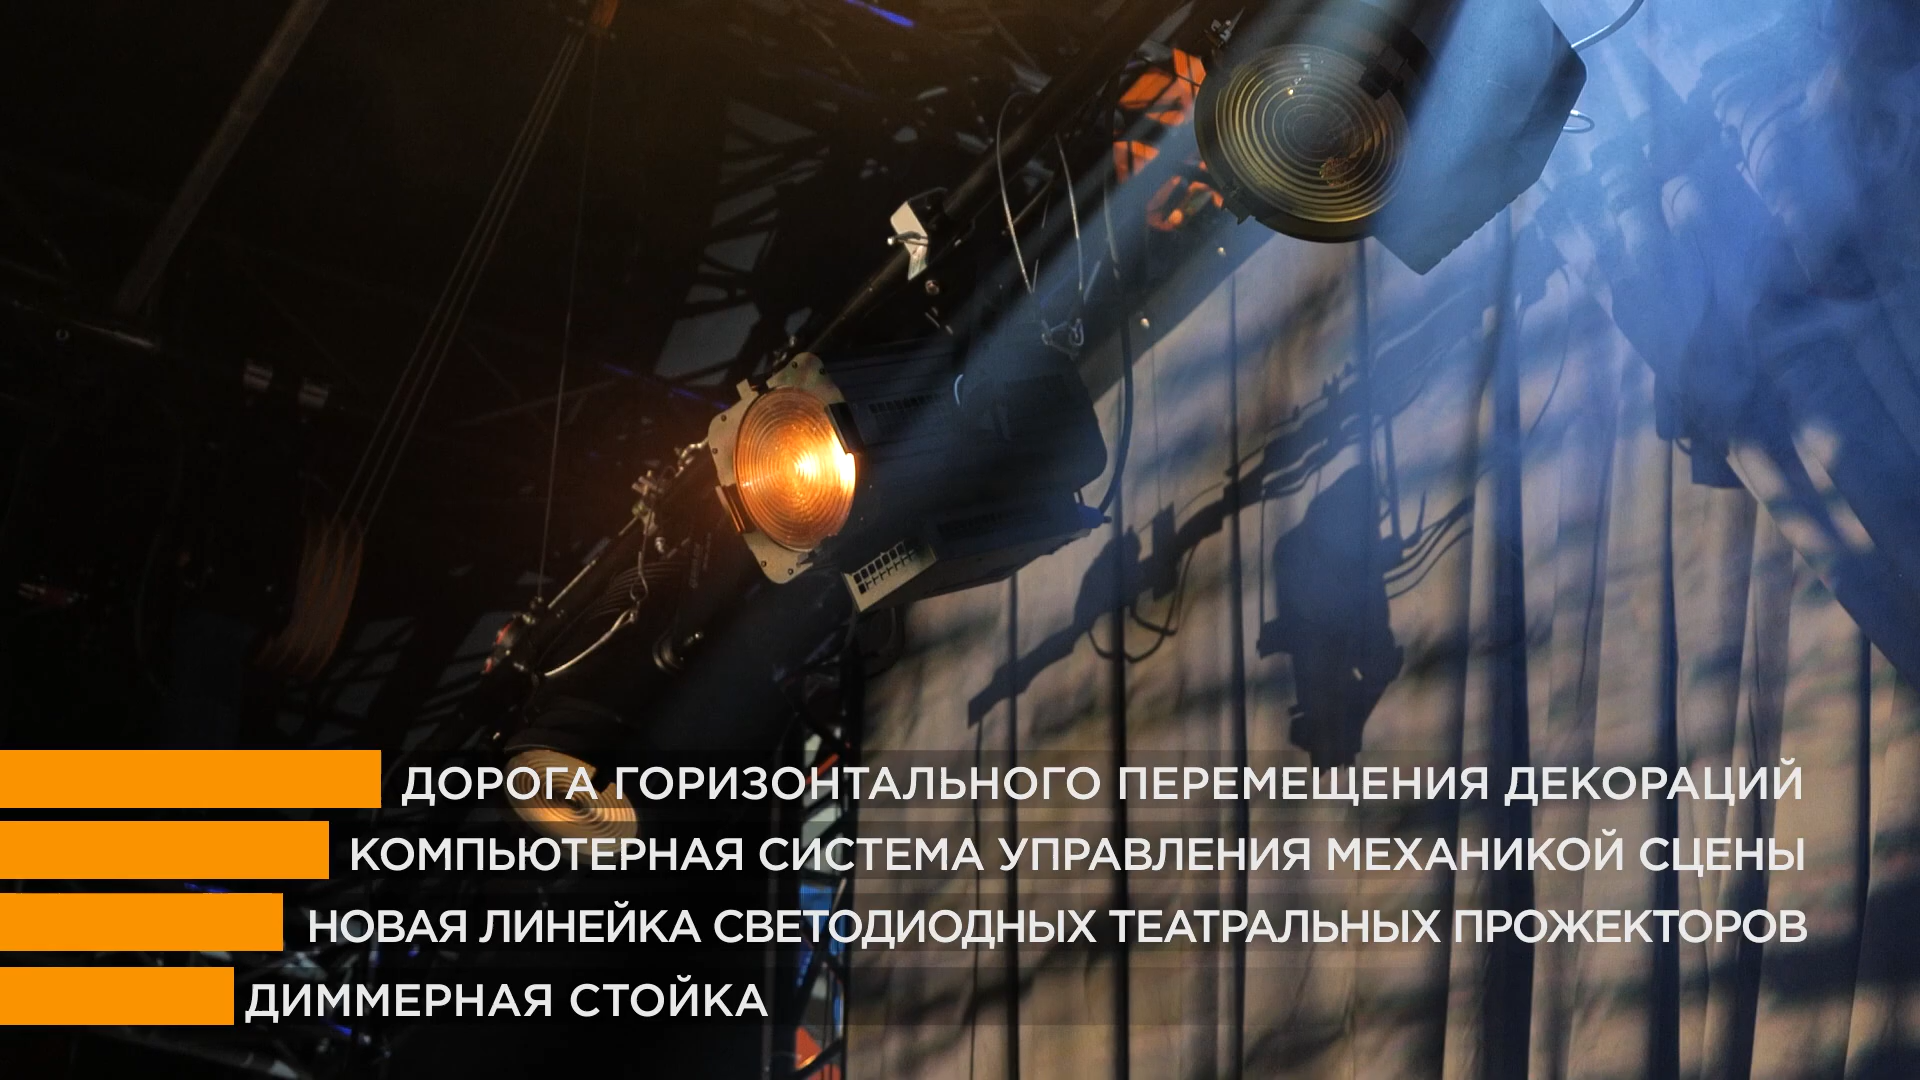 ДОРОГА ГОРИЗОНТАЛЬНОГО ПЕРЕМЕЩЕНИЯ ДЕКОРАЦИЙ
КОМПЬЮТЕРНАЯ СИСТЕМА УПРАВЛЕНИЯ МЕХАНИКОЙ СЦЕНЫ
НОВАЯ ЛИНЕЙКА СВЕТОДИОДНЫХ ТЕАТРАЛЬНЫХ ПРОЖЕКТОРОВ
ДИММЕРНАЯ СТОЙКА